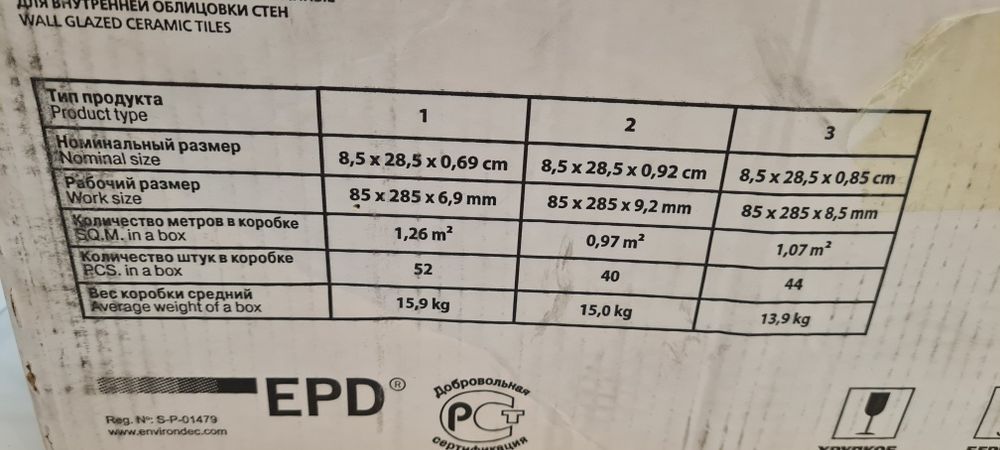 ДЛЯ ВНУТРЕННЕЙ ОБЛИЦОВКИ СТЕН
WALL GLAZED CERAMIC TILES
Тип продукта
Product type
1
2
3
Номинальный размер
Nominal size
8,5 x 28,5 x 0,69 cm
8,5 x 28,5 x 0,92 cm
8,5 x 28,5 x 0,85 cm
Рабочий размер
Work size
85 x 285 x 6,9 mm
85 x 285 x 9,2 mm
85 x 285 x 8,5 mm
Количество метров в коробке
SQ.M. in a box
1,26 m²
0,97 m²
1,07 m²
Количество штук в коробке
PCS. in a box
52
40
44
Вес коробки средний
Average weight of a box
15,9 kg
15,0 kg
13,9 kg
EPD®
Reg. N°: S-P-01479
www.environdec.com
Добровольная
РСТ
сертификация